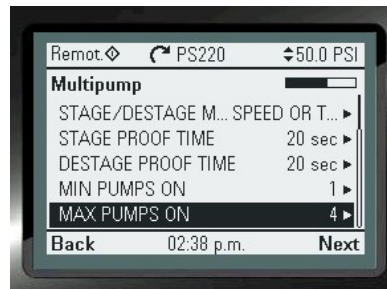 Remot. PS220 50.0 PSI
Multipump
STAGE/DESTAGE M... SPEED OR T...
STAGE PROOF TIME 20 sec
DESTAGE PROOF TIME 20 sec
MIN PUMPS ON 1
MAX PUMPS ON 4
Back 02:38 p.m. Next